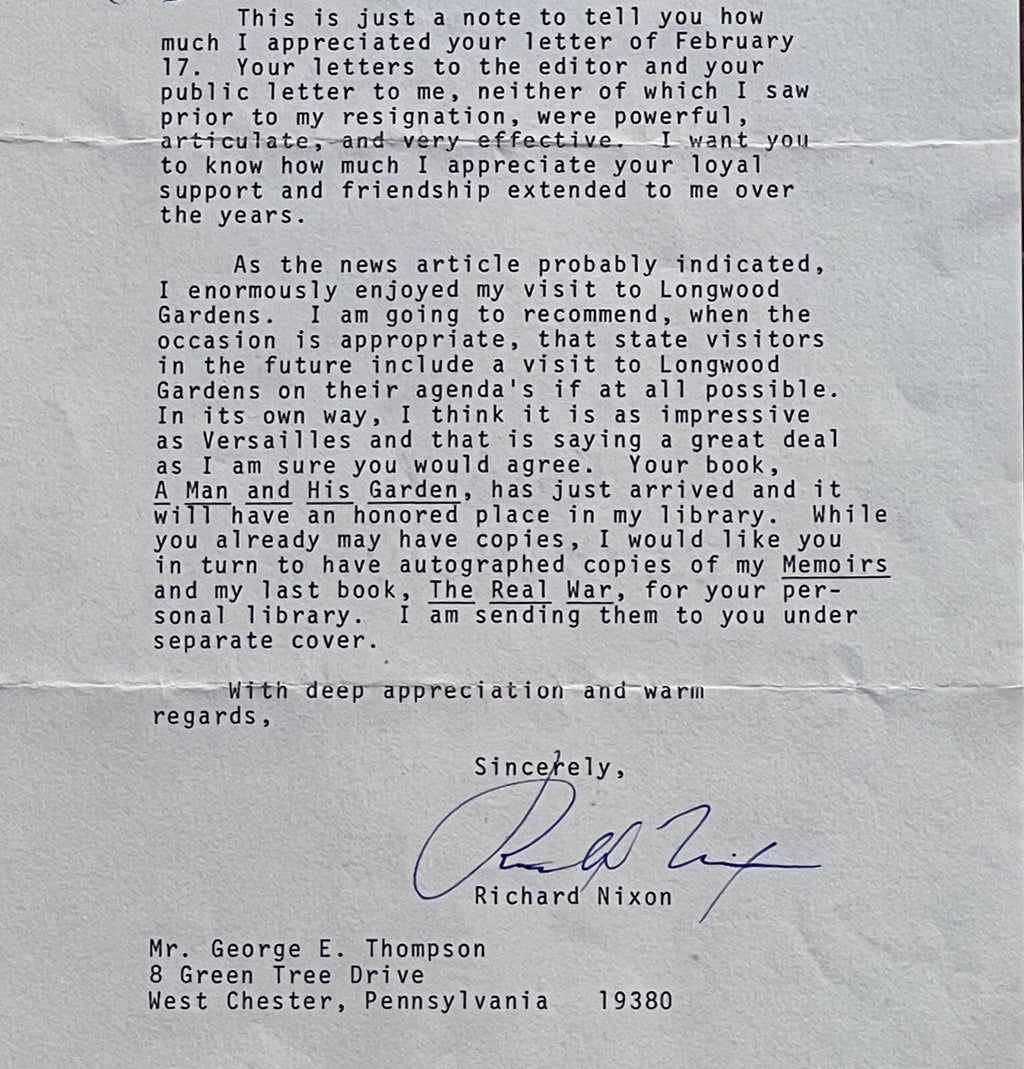 This is just a note to tell you how
much I appreciated your letter of February
17. Your letters to the editor and your
public letter to me, neither of which I saw
prior to my resignation, were powerful,
articulate, and very effective. I want you
to know how much I appreciate your loyal
support and friendship extended to me over
the years.
As the news article probably indicated,
I enormously enjoyed my visit to Longwood
Gardens. I am going to recommend, when the
occasion is appropriate, that state visitors
in the future include a visit to Longwood
Gardens on their agenda's if at all possible.
In its own way, I think it is as impressive
as Versailles and that is saying a great deal
as I am sure you would agree. Your book,
A Man and His Garden, has just arrived and it
will have an honored place in my library. While
you already may have copies, I would like you
in turn to have autographed copies of my Memoirs
and my last book, The Real War, for your per-
sonal library. I am sending them to you under
separate cover.
With deep appreciation and warm
regards,
Sincerely,
Richard Nixon
Richard Nixon
Mr. George E. Thompson
8 Green Tree Drive
West Chester, Pennsylvania 19380